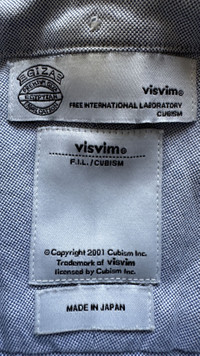 GIZA
visvim®
FREE INTERNATIONAL LABORATORY
CUBISM
visvim®
F.I.L./CUBISM
©Copyright 2001 Cubism Inc.
Trademark of visvim
licensed by Cubism Inc.
MADE IN JAPAN